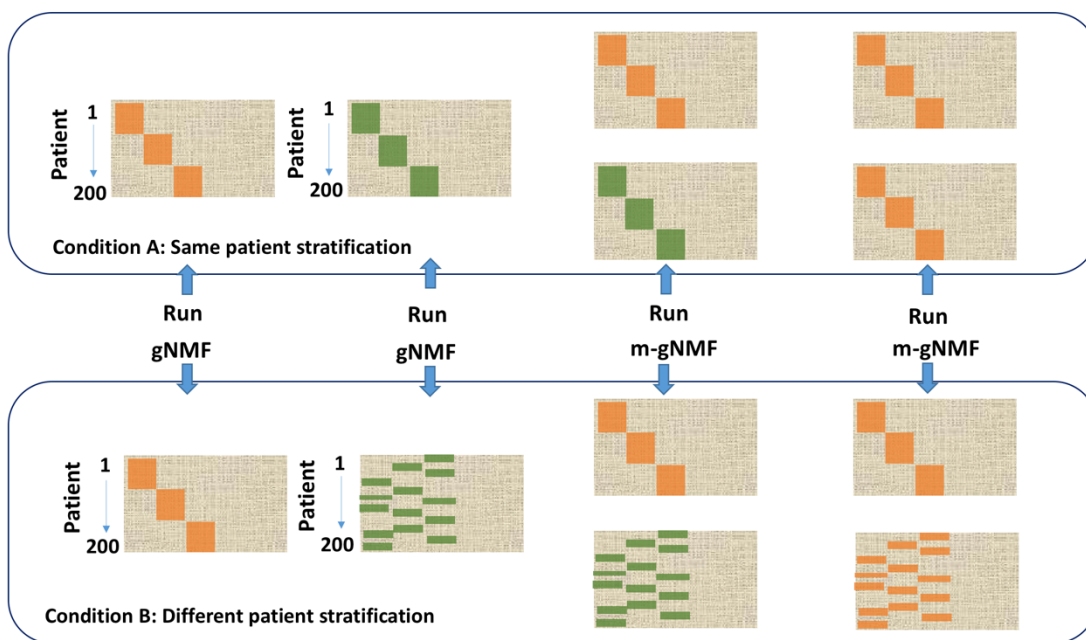 Patient
1
200
Patient
1
200
Condition A: Same patient stratification
Run
gNMF
Run
gNMF
Run
m-gNMF
Run
m-gNMF
Patient
1
200
Patient
1
200
Condition B: Different patient stratification